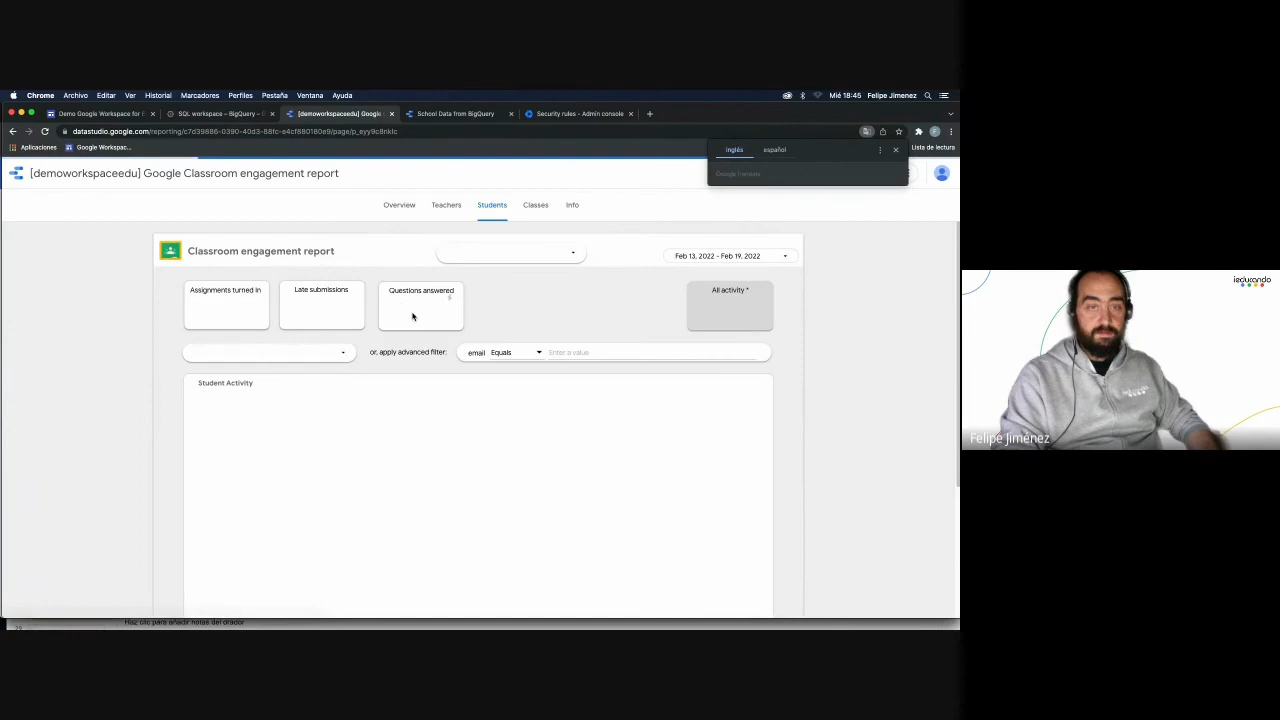 Chrome Archivo Editar Ver Historial Marcadores Perfiles Pestaña Ventana Ayuda Mié 18:45 Felipe Jimenez
Demo Google Workspace for E SQL workspace – BigQuery – [demoworkspaceedu] Google School Data from BigQuery Security rules - Admin console
datastudio.google.com/reporting/c7d39886-0390-40d3-88fc-e4cf880180e9/page/p_eyy9c8nklc
Aplicaciones Google Workspac... Lista de lectura
inglés español
Google Translate
[demoworkspaceedu] Google Classroom engagement report
Overview Teachers Students Classes Info
Classroom engagement report
Feb 13, 2022 - Feb 19, 2022
Assignments turned in Late submissions Questions answered All activity *
or, apply advanced filter: email Equals Enter a value
Student Activity
29 Haz clic para añadir notas del orador
ieducando
Felipe Jiménez